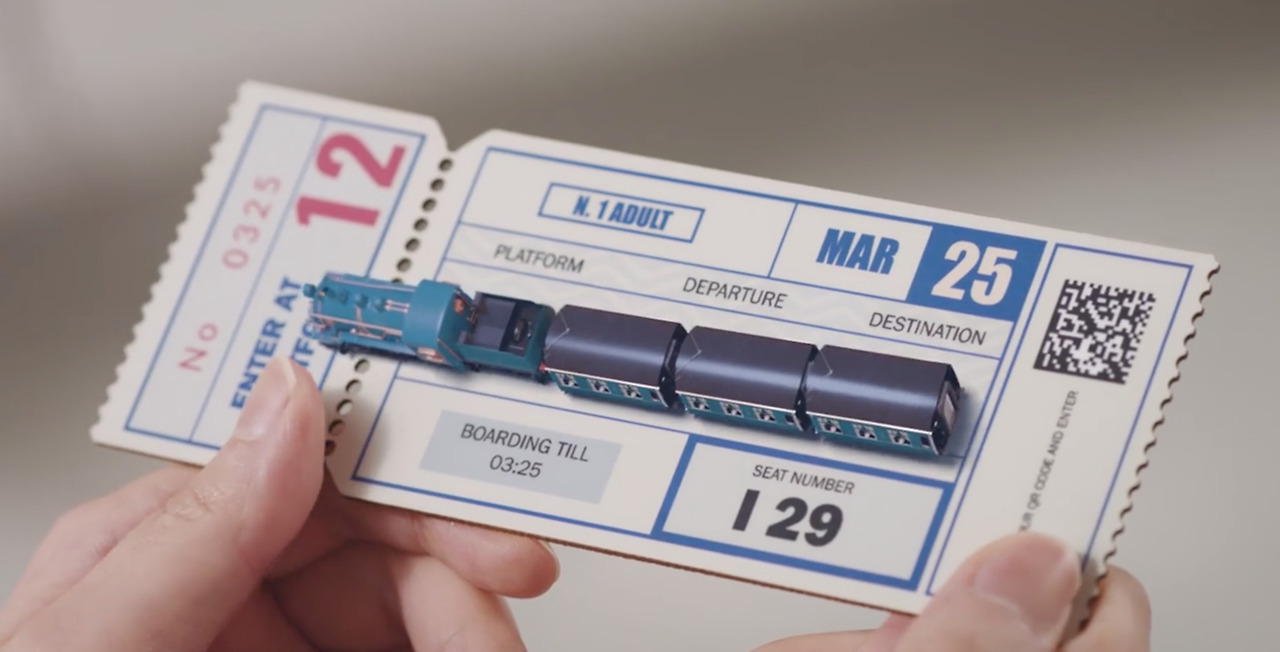 No 0325
12
ENTER AT
N. 1 ADULT
MAR 25
PLATFORM
DEPARTURE
DESTINATION
BOARDING TILL
03:25
SEAT NUMBER
I 29
QR CODE AND ENTER